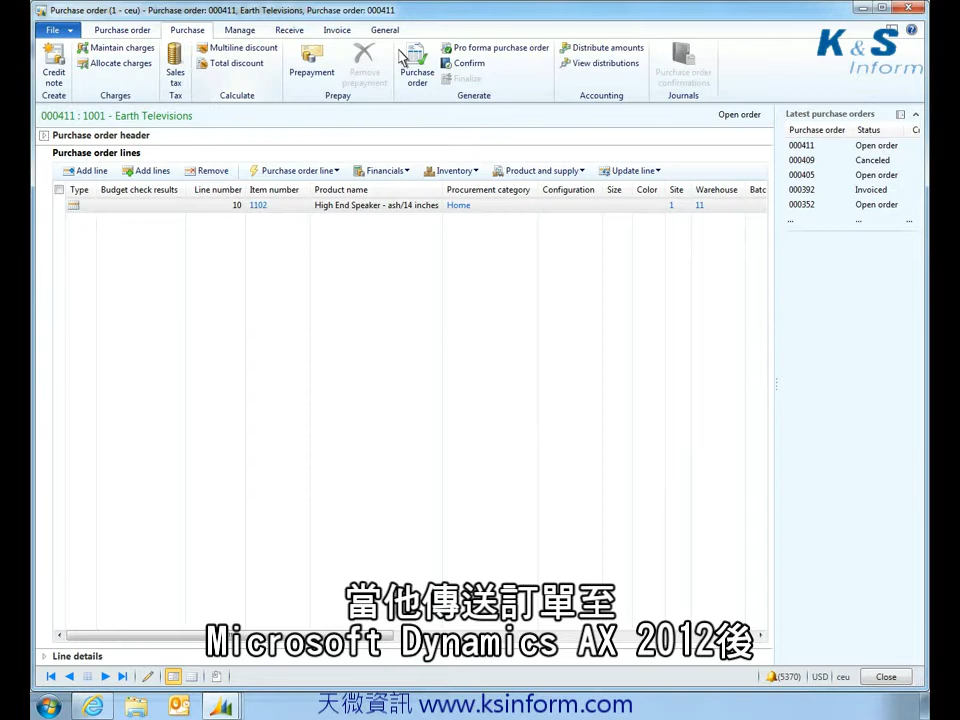 Purchase order (1 - ceu) - Purchase order: 000411, Earth Televisions, Purchase order: 000411
File Purchase order Purchase Manage Receive Invoice General
K & S Inform
Credit note
Create
Maintain charges
Allocate charges
Charges
Sales tax
Tax
Multiline discount
Total discount
Calculate
Prepayment
Remove prepayment
Prepay
Purchase order
Pro forma purchase order
Confirm
Finalize
Generate
Distribute amounts
View distributions
Accounting
Purchase order confirmations
Journals
000411 : 1001 - Earth Televisions Open order
Purchase order header
Purchase order lines
Add line Add lines Remove Purchase order line Financials Inventory Product and supply Update line
Type Budget check results Line number Item number Product name Procurement category Configuration Size Color Site Warehouse Batc
10 1102 High End Speaker - ash/14 inches Home 1 11
Latest purchase orders
Purchase order Status
000411 Open order
000409 Canceled
000405 Open order
000392 Invoiced
000352 Open order
... ... ...
當他傳送訂單至
Microsoft Dynamics AX 2012後
Line details
(5370) USD ceu Close
天微資訊 www.ksinform.com